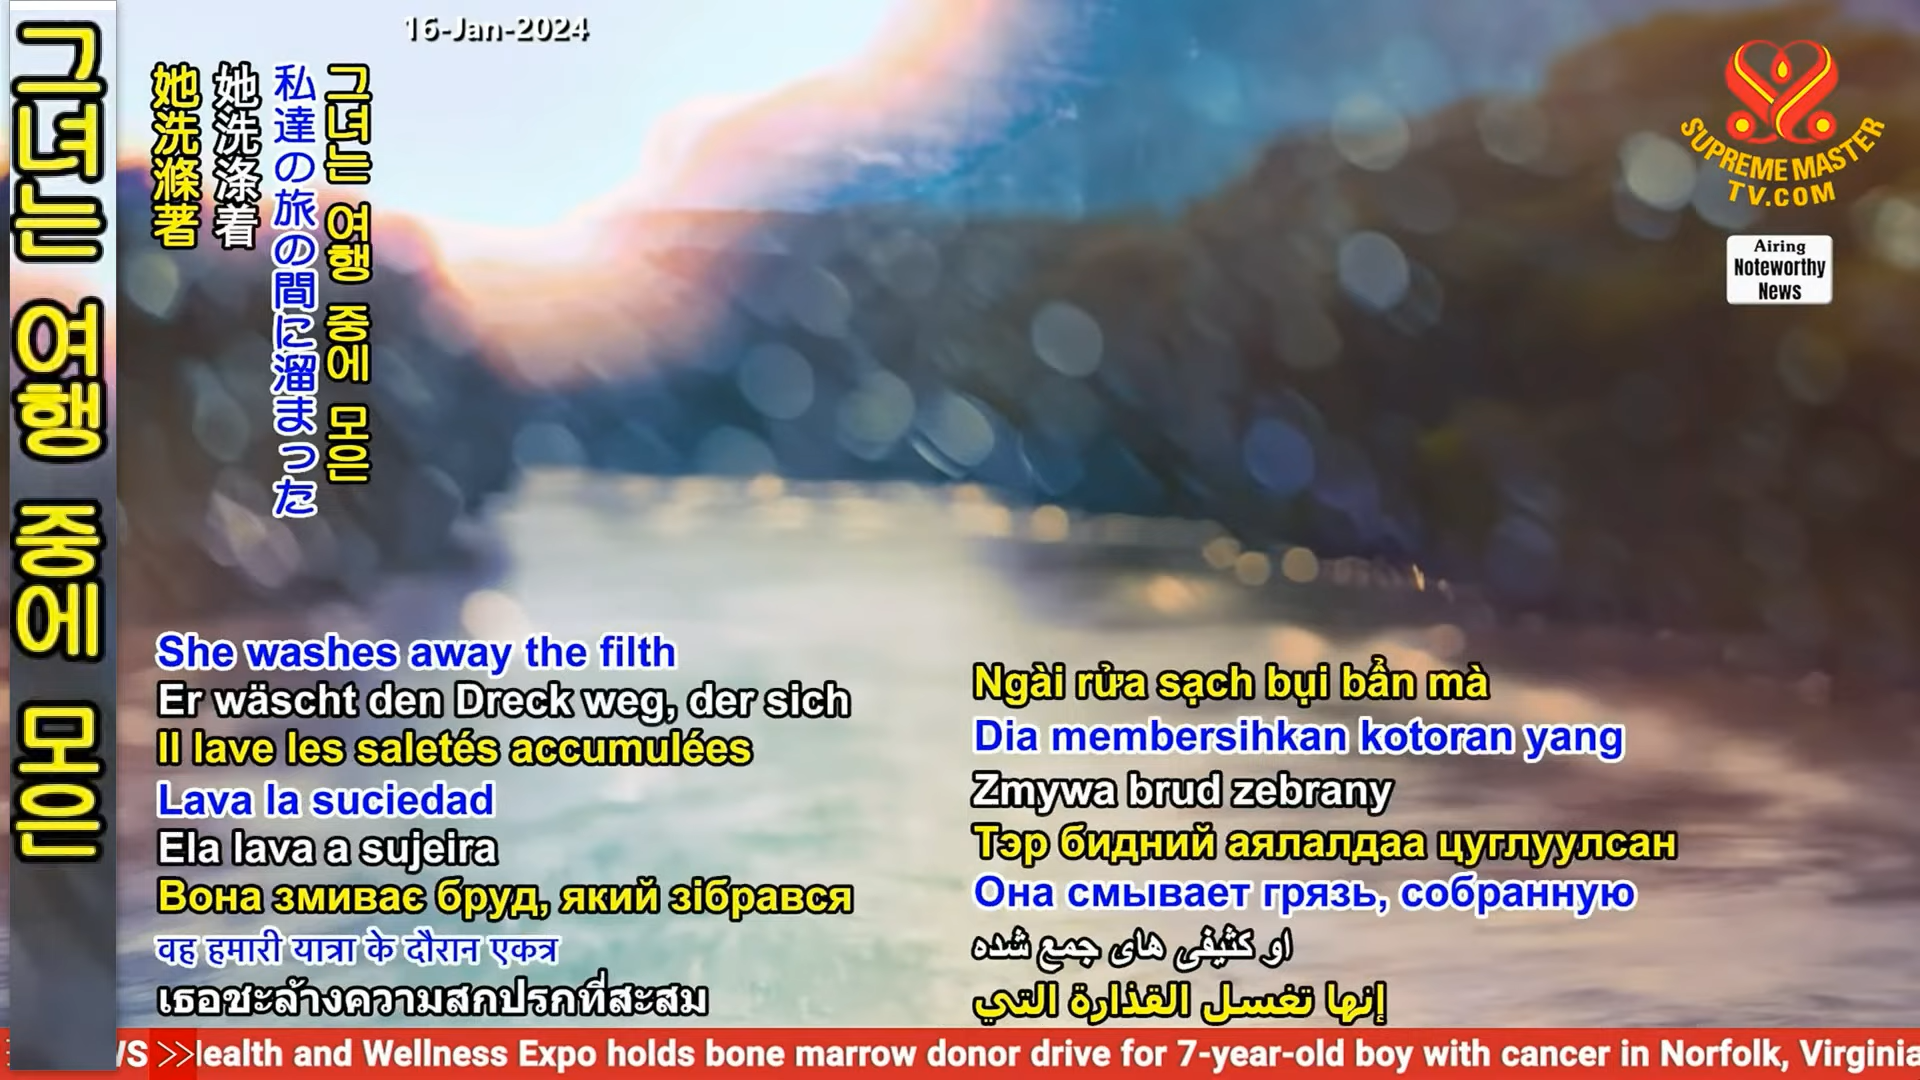 16-Jan-2024
그녀는 여행 중에 모은
그녀는 여행 중에 모은
私達の旅の間に溜まった
她洗涤着
她洗滌著
SUPREME MASTER
TV.COM
Airing
Noteworthy
News
She washes away the filth
Er wäscht den Dreck weg, der sich
Il lave les saletés accumulées
Lava la suciedad
Ela lava a sujeira
Вона змиває бруд, який зібрався
वह हमारी यात्रा के दौरान एकत्र
เธอชะล้างความสกปรกที่สะสม
Ngài rửa sạch bụi bẩn mà
Dia membersihkan kotoran yang
Zmywa brud zebrany
Тэр бидний аялалдаа цуглуулсан
Она смывает грязь, собранную
او کثیفی های جمع شده
إنها تغسل القذارة التي
>> ealth and Wellness Expo holds bone marrow donor drive for 7-year-old boy with cancer in Norfolk, Virginia